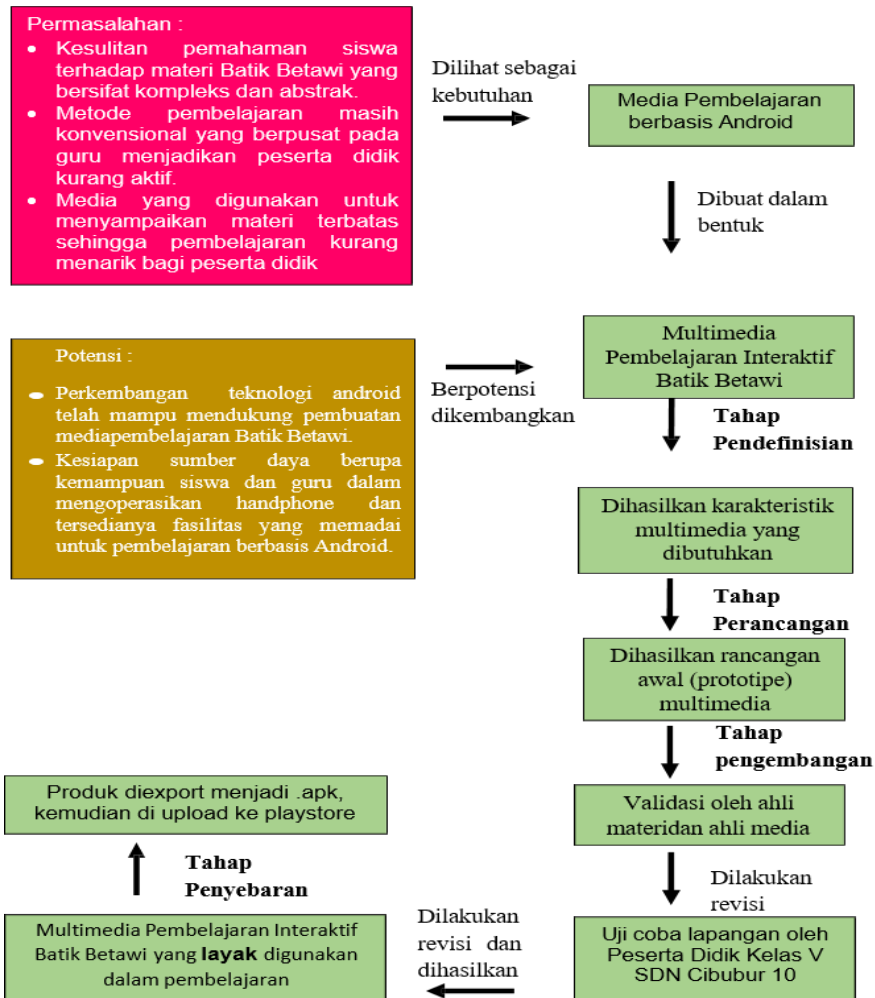 Permasalahan :
• Kesulitan pemahaman siswa
terhadap materi Batik Betawi yang
bersifat kompleks dan abstrak.
• Metode pembelajaran masih
konvensional yang berpusat pada
guru menjadikan peserta didik
kurang aktif.
• Media yang digunakan untuk
menyampaikan materi terbatas
sehingga pembelajaran kurang
menarik bagi peserta didik
Dilihat sebagai
kebutuhan
Media Pembelajaran
berbasis Android
Dibuat dalam
bentuk
Potensi :
• Perkembangan teknologi android
telah mampu mendukung pembuatan
mediapembelajaran Batik Betawi.
• Kesiapan sumber daya berupa
kemampuan siswa dan guru dalam
mengoperasikan handphone dan
tersedianya fasilitas yang memadai
untuk pembelajaran berbasis Android.
Berpotensi
dikembangkan
Multimedia
Pembelajaran Interaktif
Batik Betawi
Tahap
Pendefinisian
Dihasilkan karakteristik
multimedia yang
dibutuhkan
Tahap
Perancangan
Dihasilkan rancangan
awal (prototipe)
multimedia
Tahap
pengembangan
Validasi oleh ahli
materidan ahli media
Dilakukan
revisi
Uji coba lapangan oleh
Peserta Didik Kelas V
SDN Cibubur 10
Dilakukan
revisi dan
dihasilkan
Multimedia Pembelajaran Interaktif
Batik Betawi yang layak digunakan
dalam pembelajaran
Tahap
Penyebaran
Produk diexport menjadi .apk,
kemudian di upload ke playstore